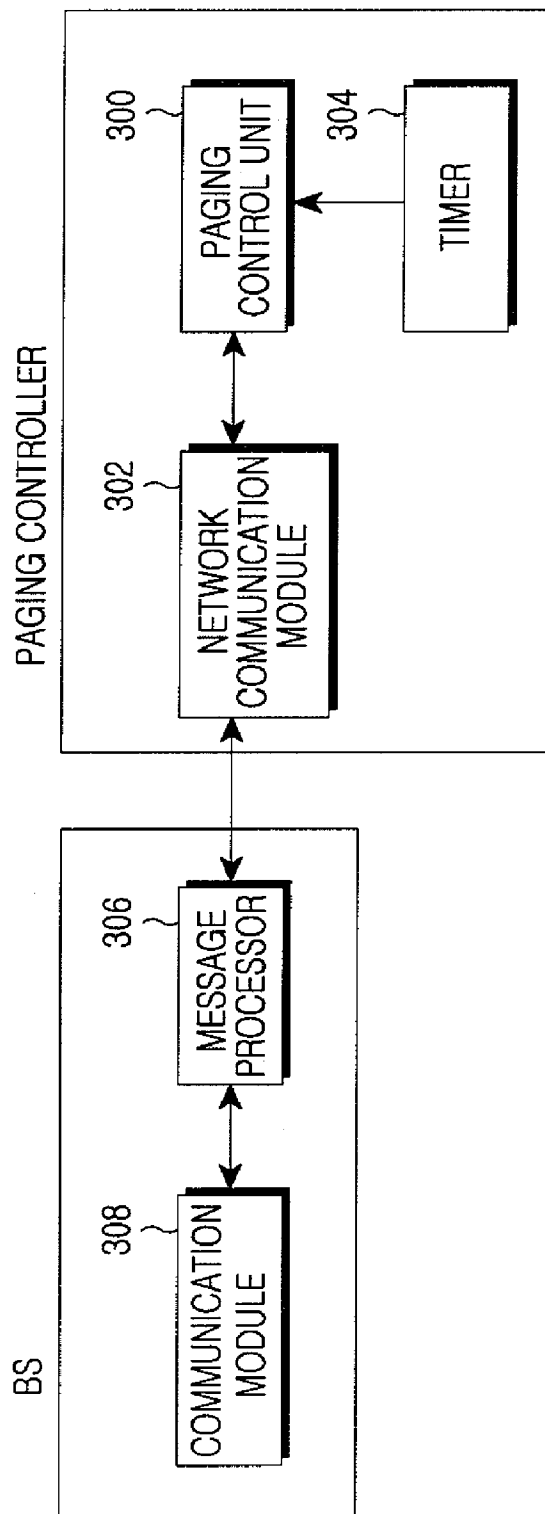 BS
308
COMMUNICATION
MODULE
306
MESSAGE
PROCESSOR
PAGING CONTROLLER
302
NETWORK
COMMUNICATION
MODULE
300
PAGING
CONTROL UNIT
304
TIMER